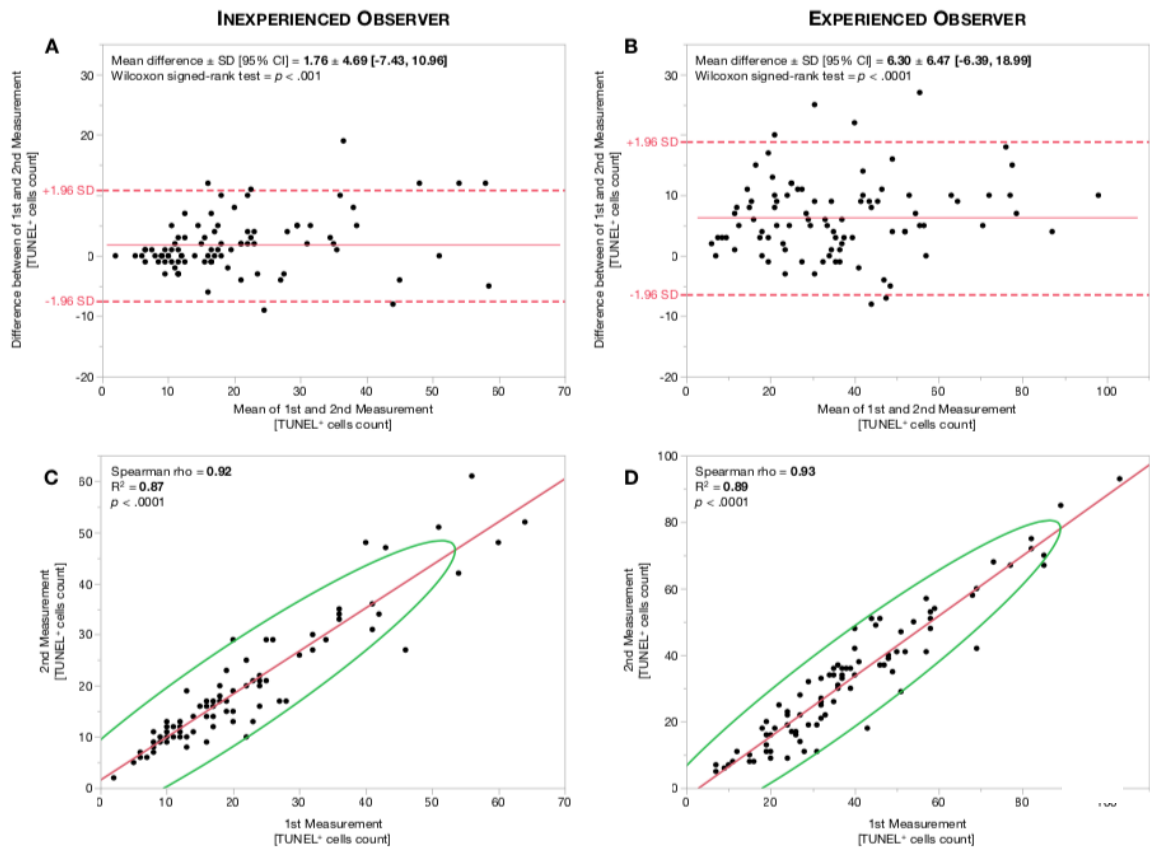 INEXPERIENCED OBSERVER
EXPERIENCED OBSERVER
A
Mean difference ± SD [95% CI] = 1.76 ± 4.69 [-7.43, 10.96]
Wilcoxon signed-rank test = p < .001
Difference between of 1st and 2nd Measurement
[TUNEL+ cells count]
30
20
10
0
-10
-20
+1.96 SD
-1.96 SD
0
10
20
30
40
50
60
70
Mean of 1st and 2nd Measurement
[TUNEL+ cells count]
B
Mean difference ± SD [95% CI] = 6.30 ± 6.47 [-6.39, 18.99]
Wilcoxon signed-rank test = p < .0001
Difference between of 1st and 2nd Measurement
[TUNEL+ cells count]
30
20
10
0
-10
-20
+1.96 SD
-1.96 SD
0
20
40
60
80
100
Mean of 1st and 2nd Measurement
[TUNEL+ cells count]
C
Spearman rho = 0.92
R² = 0.87
p < .0001
2nd Measurement
[TUNEL+ cells count]
60
50
40
30
20
10
0
0
10
20
30
40
50
60
70
1st Measurement
[TUNEL+ cells count]
D
Spearman rho = 0.93
R² = 0.89
p < .0001
2nd Measurement
[TUNEL+ cells count]
100
80
60
40
20
0
0
20
40
60
80
1st Measurement
[TUNEL+ cells count]